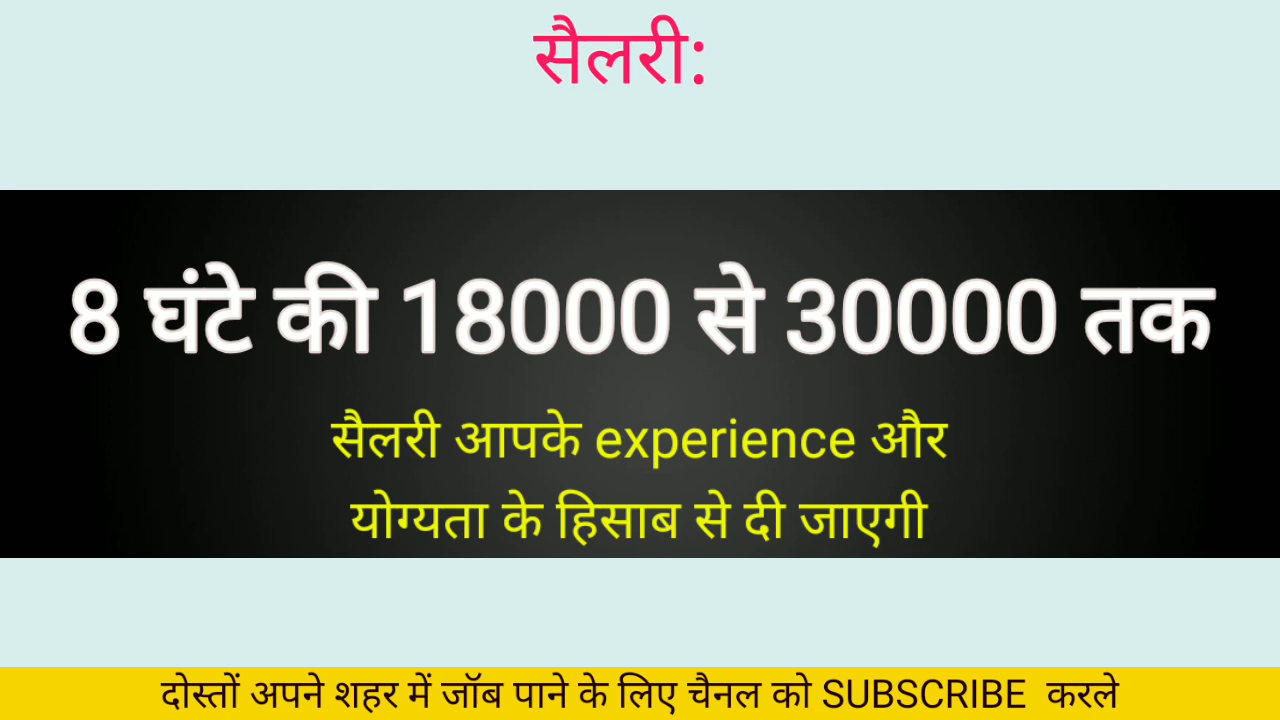 सैलरी:
8 घंटे की 18000 से 30000 तक
सैलरी आपके experience और
योग्यता के हिसाब से दी जाएगी
दोस्तों अपने शहर में जॉब पाने के लिए चैनल को SUBSCRIBE करले